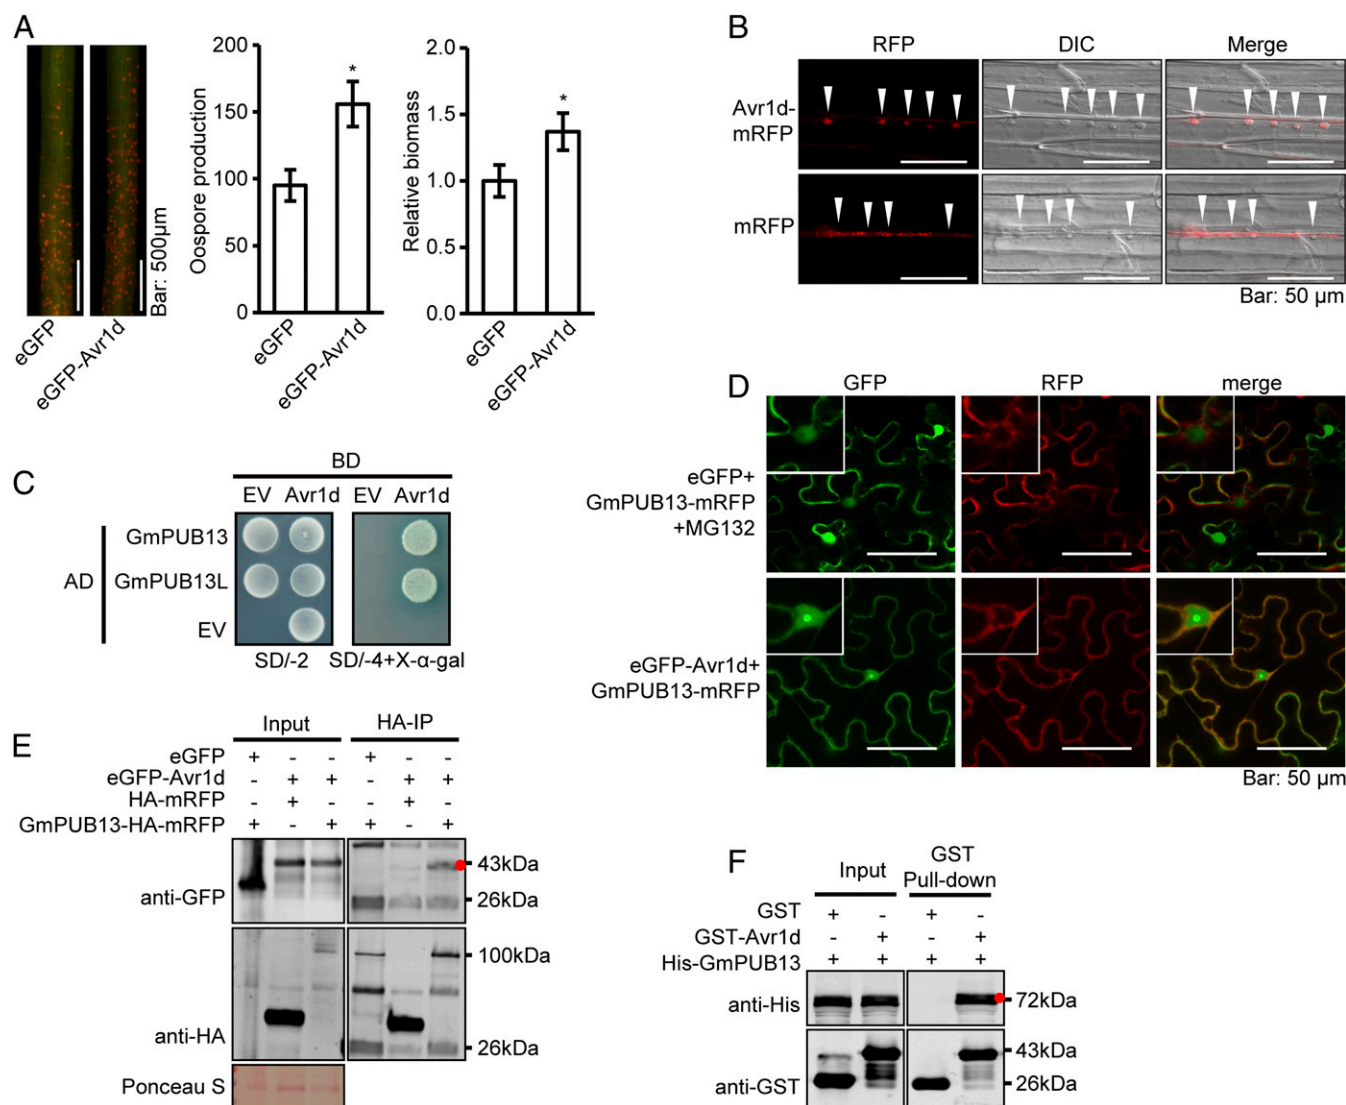 A
200
150
100
50
0
Oospore production
*
eGFP
eGFP-Avr1d
Bar: 500µm
eGFP
eGFP-Avr1d
2.0
1.5
1.0
1.5
0.0
Relative biomass
*
eGFP
eGFP-Avr1d
B
RFP DIC Merge
Avr1d-
mRFP
mRFP
Bar: 50 µm
C
BD
EV Avr1d EV Avr1d
AD
GmPUB13
GmPUB13L
EV
SD/-2 SD/-4+X-α-gal
D
GFP RFP merge
eGFP+
GmPUB13-mRFP
+MG132
eGFP-Avr1d+
GmPUB13-mRFP
Bar: 50 µm
E
Input HA-IP
eGFP + - - + - -
eGFP-Avr1d - + + - + +
HA-mRFP - + - - + -
GmPUB13-HA-mRFP + - + + - +
anti-GFP
43kDa
26kDa
anti-HA
100kDa
26kDa
Ponceau S
F
Input GST
Pull-down
GST + - + -
GST-Avr1d - + - +
His-GmPUB13 + + + +
anti-His
72kDa
anti-GST
43kDa
26kDa